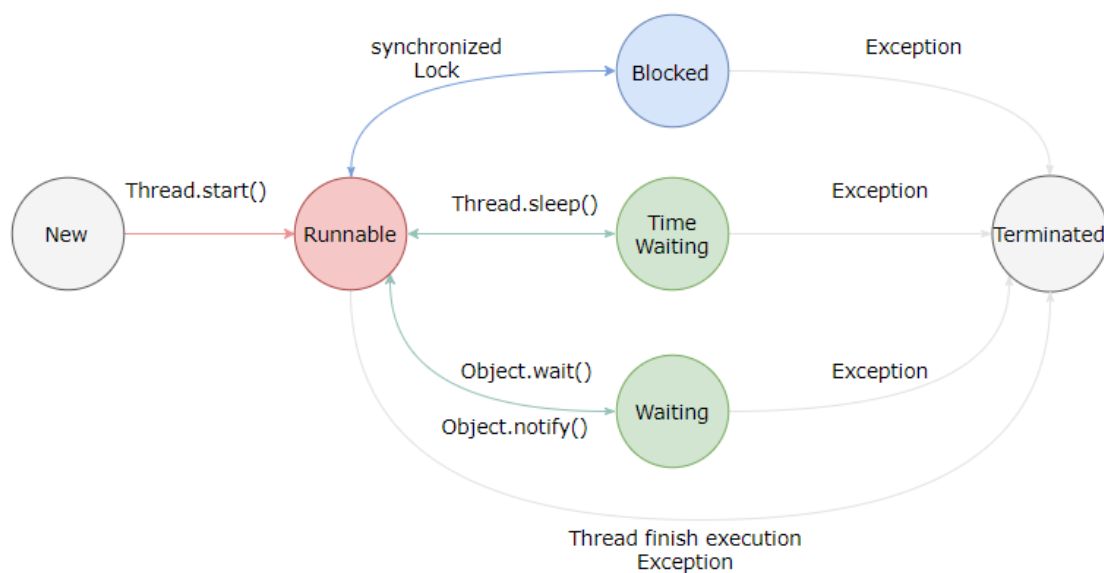 synchronized
Lock
Blocked
Exception
New
Thread.start()
Runnable
Thread.sleep()
Time
Waiting
Exception
Terminated
Object.wait()
Object.notify()
Waiting
Exception
Thread finish execution
Exception